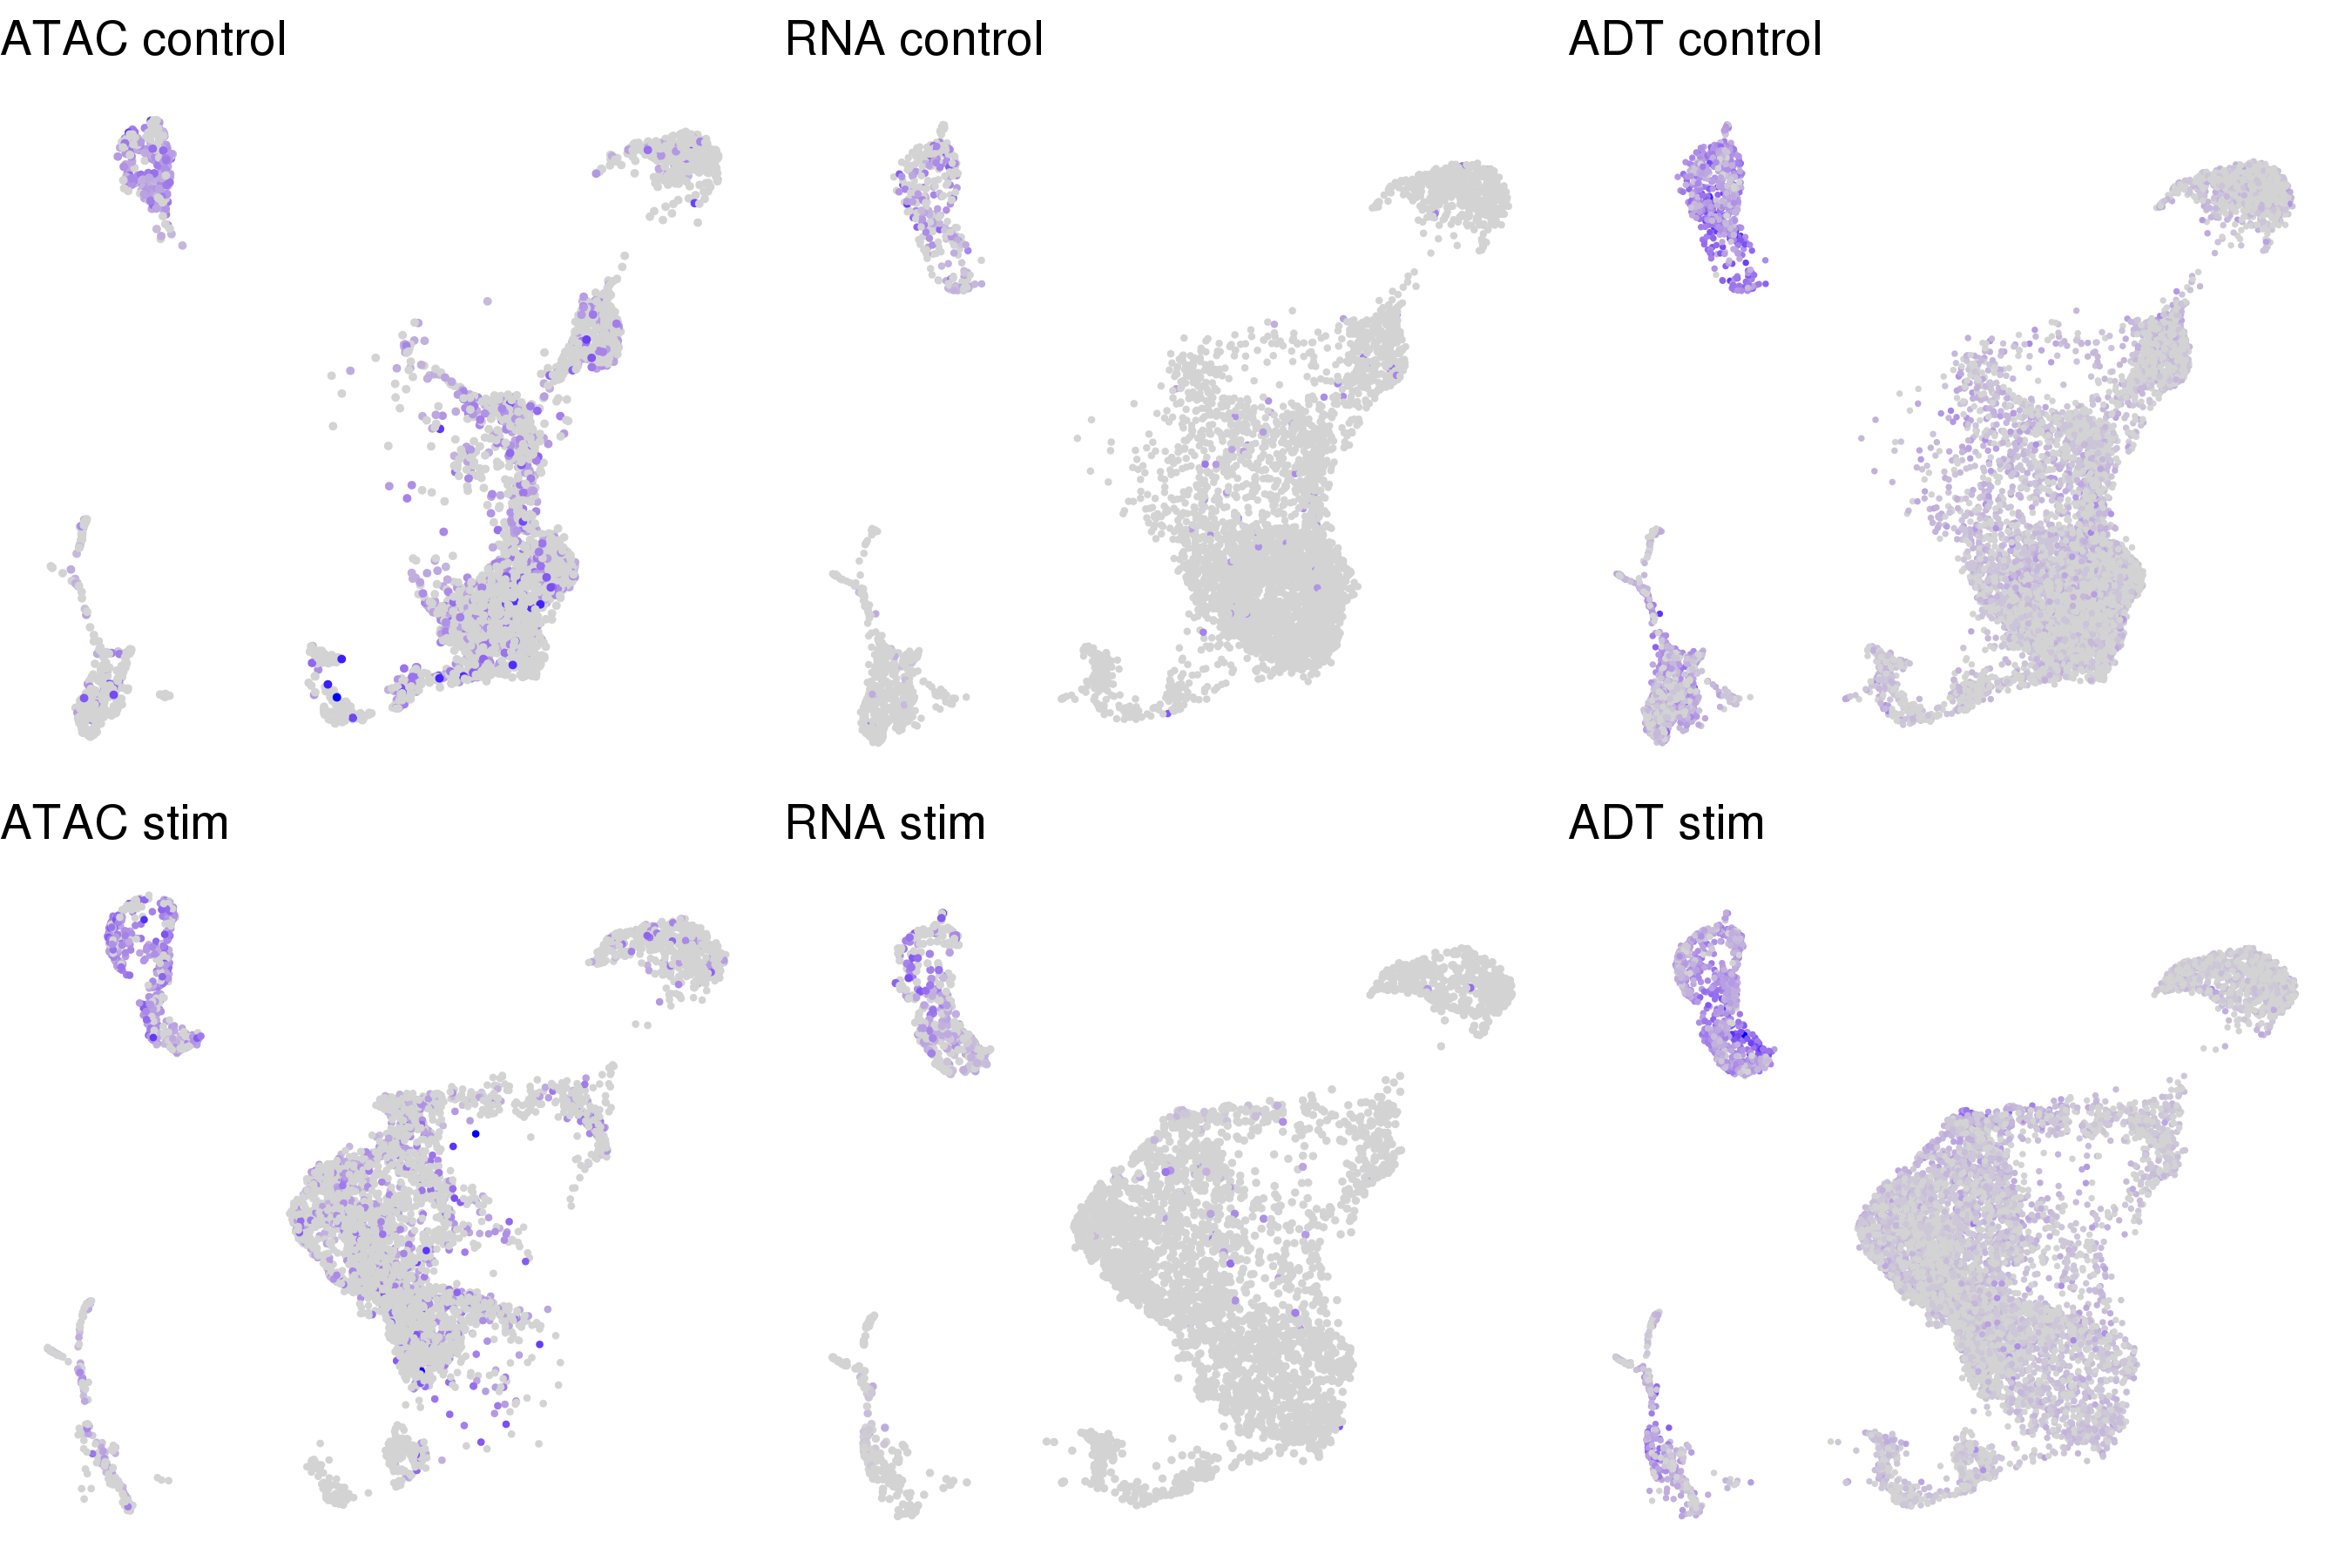 ATAC control
RNA control
ADT control
ATAC stim
RNA stim
ADT stim